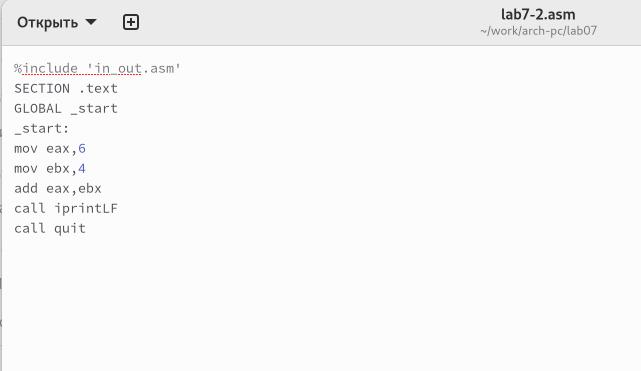 Открыть
lab7-2.asm
~/work/arch-pc/lab07
%include 'in_out.asm'
SECTION .text
GLOBAL _start
_start:
mov eax,6
mov ebx,4
add eax,ebx
call iprintLF
call quit